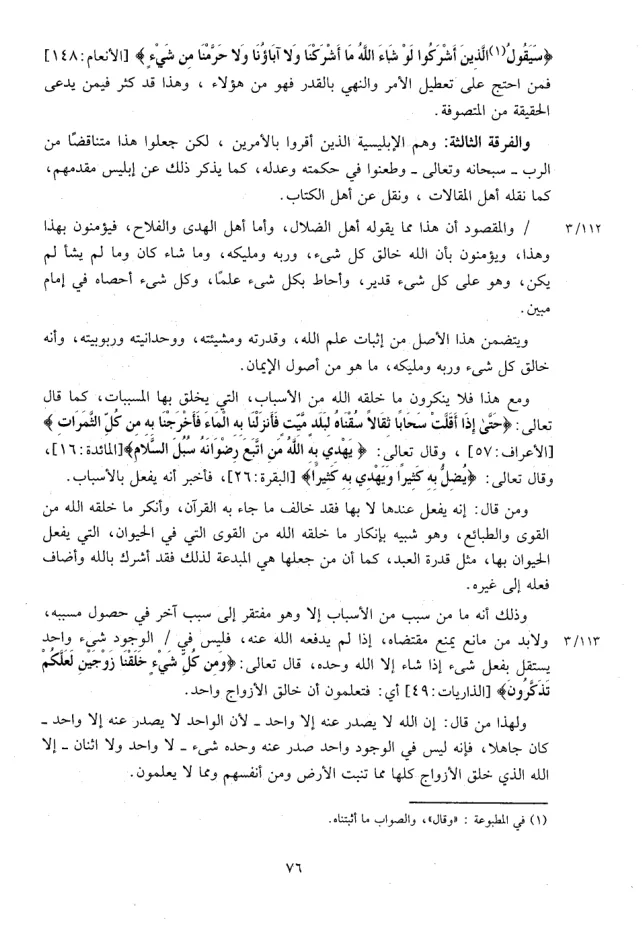 ﴿سَيَقُولُ(١) الَّذِينَ أَشْرَكُوا لَوْ شَاءَ اللَّهُ مَا أَشْرَكْنَا وَلَا آبَاؤُنَا وَلَا حَرَّمْنَا مِن شَيْءٍ﴾ [الأنعام:١٤٨]
فمن احتج على تعطيل الأمر والنهي بالقدر فهو من هؤلاء ، وهذا قد كثر فيمن يدعى
الحقيقة من المتصوفة.
والفرقة الثالثة: وهم الإبليسية الذين أقروا بالأمرين ، لكن جعلوا هذا متناقضًا من
الرب ـ سبحانه وتعالى ـ وطعنوا في حكمته وعدله، كما يذكر ذلك عن إبليس مقدمهم،
كما نقله أهل المقالات ، ونقل عن أهل الكتاب.
٣/١١٢ / والمقصود أن هذا مما يقوله أهل الضلال، وأما أهل الهدى والفلاح، فيؤمنون بهذا
وهذا، ويؤمنون بأن الله خالق كل شىء، وربه ومليكه، وما شاء كان وما لم يشأ لم
يكن، وهو على كل شىء قدير، وأحاط بكل شىء علمًا، وكل شىء أحصاه في إمام
مبين.
ويتضمن هذا الأصل من إثبات علم الله، وقدرته ومشيئته، ووحدانيته وربوبيته، وأنه
خالق كل شىء وربه ومليكه، ما هو من أصول الإيمان.
ومع هذا فلا ينكرون ما خلقه الله من الأسباب، التي يخلق بها المسببات، كما قال
تعالى: ﴿حَتَّىٰ إِذَا أَقَلَّتْ سَحَابًا ثِقَالاً سُقْنَاهُ لِبَلَدٍ مَّيِّتٍ فَأَنزَلْنَا بِهِ الْمَاءَ فَأَخْرَجْنَا بِهِ مِن كُلِّ الثَّمَرَاتِ ﴾
[الأعراف:٥٧] ، وقال تعالى: ﴿ يَهْدِي بِهِ اللَّهُ مَنِ اتَّبَعَ رِضْوَانَهُ سُبُلَ السَّلَامِ﴾[المائدة:١٦]،
وقال تعالى: ﴿يُضِلُّ بِهِ كَثِيرًا وَيَهْدِي بِهِ كَثِيرًا﴾ [البقرة:٢٦]، فأخبر أنه يفعل بالأسباب.
ومن قال: إنه يفعل عندها لا بها فقد خالف ما جاء به القرآن، وأنكر ما خلقه الله من
القوى والطبائع، وهو شبيه بإنكار ما خلقه الله من القوى التي في الحيوان، التي يفعل
الحيوان بها، مثل قدرة العبد، كما أن من جعلها هي المبدعة لذلك فقد أشرك بالله وأضاف
فعله إلى غيره.
وذلك أنه ما من سبب من الأسباب إلا وهو مفتقر إلى سبب آخر في حصول مسببه،
٣/١١٣ ولابد من مانع يمنع مقتضاه، إذا لم يدفعه الله عنه، فليس في / الوجود شىء واحد
يستقل بفعل شىء إذا شاء إلا الله وحده، قال تعالى: ﴿وَمِن كُلِّ شَيْءٍ خَلَقْنَا زَوْجَيْنِ لَعَلَّكُمْ
تَذَكَّرُونَ﴾ [الذاريات:٤٩] أي: فتعلمون أن خالق الأزواج واحد.
ولهذا من قال: إن الله لا يصدر عنه إلا واحد ـ لأن الواحد لا يصدر عنه إلا واحد ـ
كان جاهلا، فإنه ليس في الوجود واحد صدر عنه وحده شىء ـ لا واحد ولا اثنان ـ إلا
الله الذي خلق الأزواج كلها مما تنبت الأرض ومن أنفسهم ومما لا يعلمون.
(١) في المطبوعة : «وقال»، والصواب ما أثبتناه.
٧٦